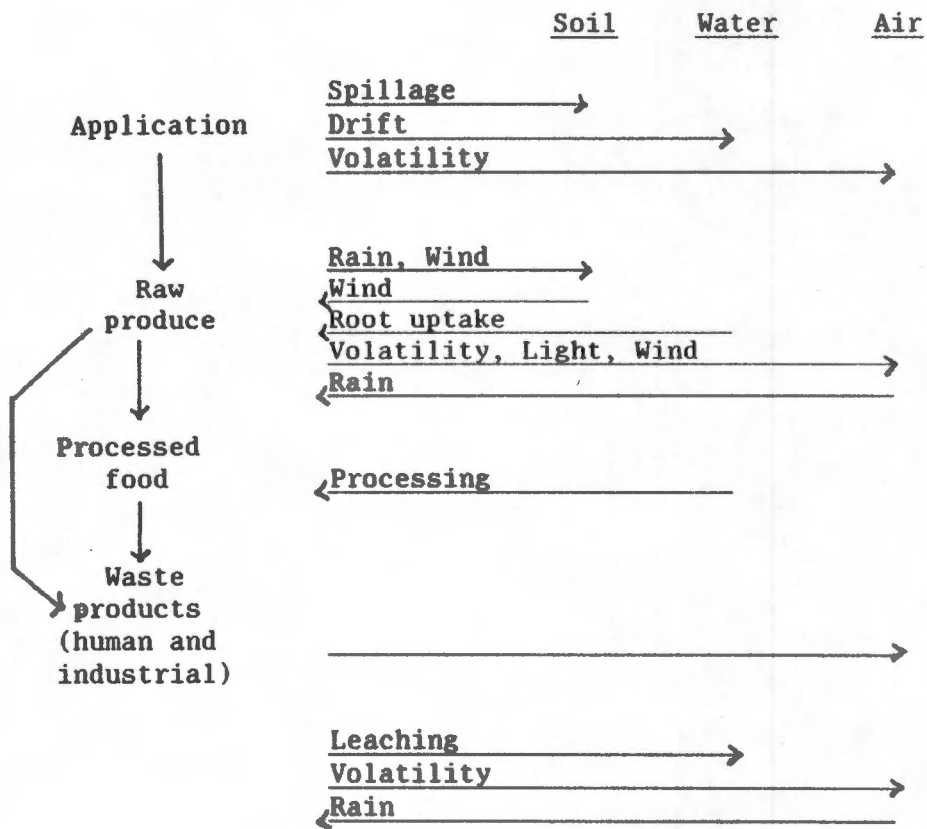 Soil Water Air
Spillage
Application
Drift
Volatility
Rain, Wind
Raw
produce
Wind
Root uptake
Volatility, Light, Wind
Rain
Processed
food
Processing
Waste
products
(human and
industrial)
Leaching
Volatility
Rain